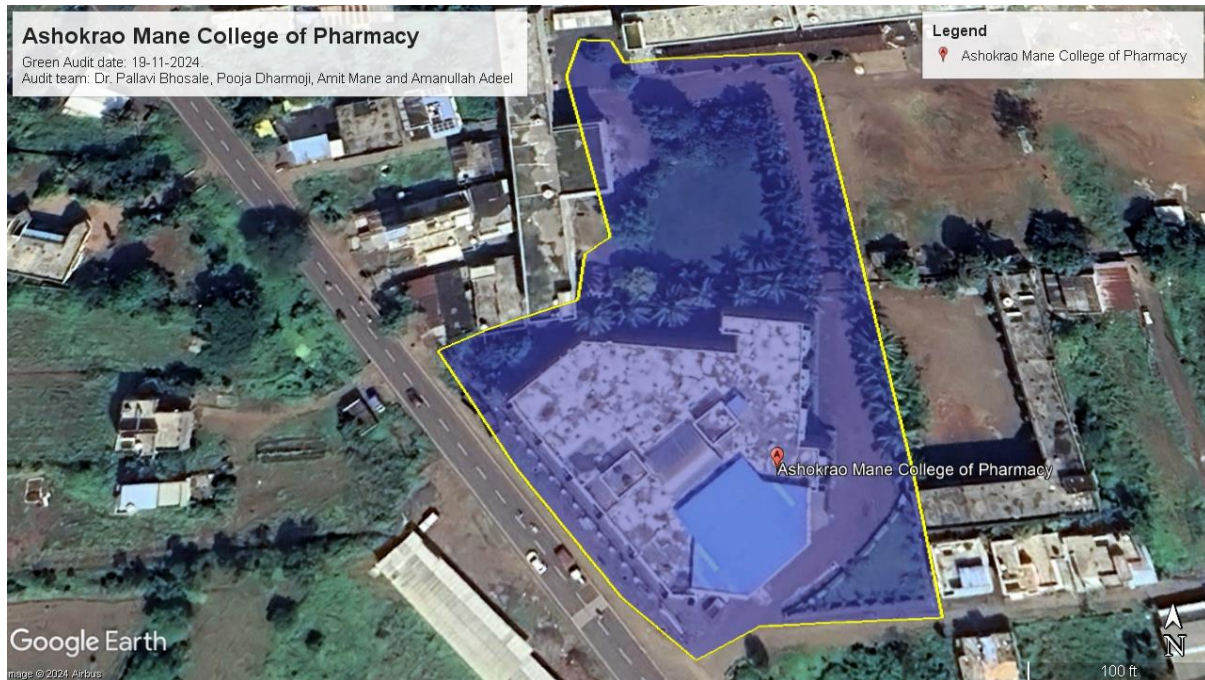 Ashokrao Mane College of Pharmacy
Green Audit date: 19-11-2024.
Audit team: Dr. Pallavi Bhosale, Pooja Dharmoji, Amit Mane and Amanullah Adeel
Legend
A Ashokrao Mane College of Pharmacy
A
Ashokrao Mane College of Pharmacy
Google Earth
mage © 2024 Airbus
N
100 ft